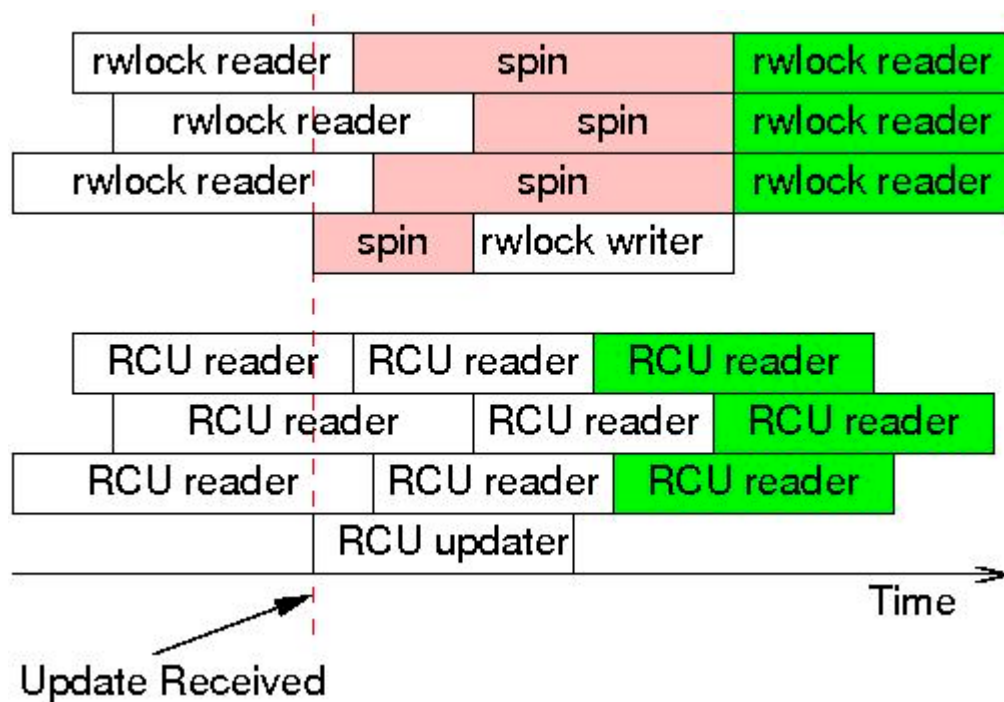 rwlock reader spin rwlock reader
rwlock reader spin rwlock reader
rwlock reader spin rwlock reader
spin rwlock writer
RCU reader RCU reader RCU reader
RCU reader RCU reader RCU reader
RCU reader RCU reader RCU reader
RCU updater
Time
Update Received